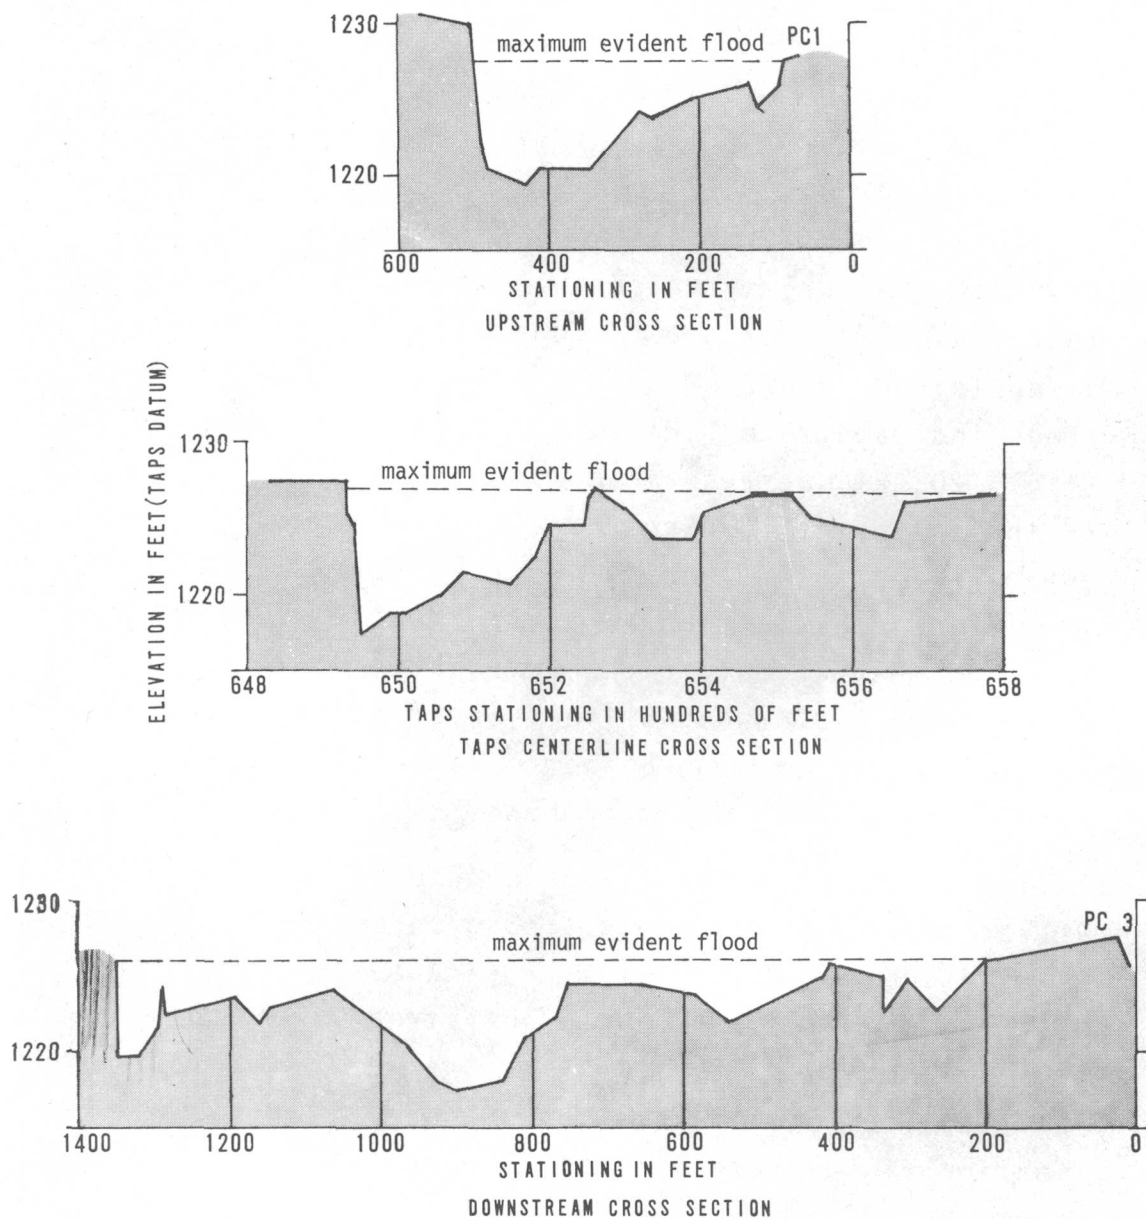 1230
maximum evident flood PC1
1220
600 400 200 0
STATIONING IN FEET
UPSTREAM CROSS SECTION
ELEVATION IN FEET (TAPS DATUM)
1230
maximum evident flood
1220
648 650 652 654 656 658
TAPS STATIONING IN HUNDREDS OF FEET
TAPS CENTERLINE CROSS SECTION
1230
PC 3
maximum evident flood
1220
1400 1200 1000 800 600 400 200 0
STATIONING IN FEET
DOWNSTREAM CROSS SECTION